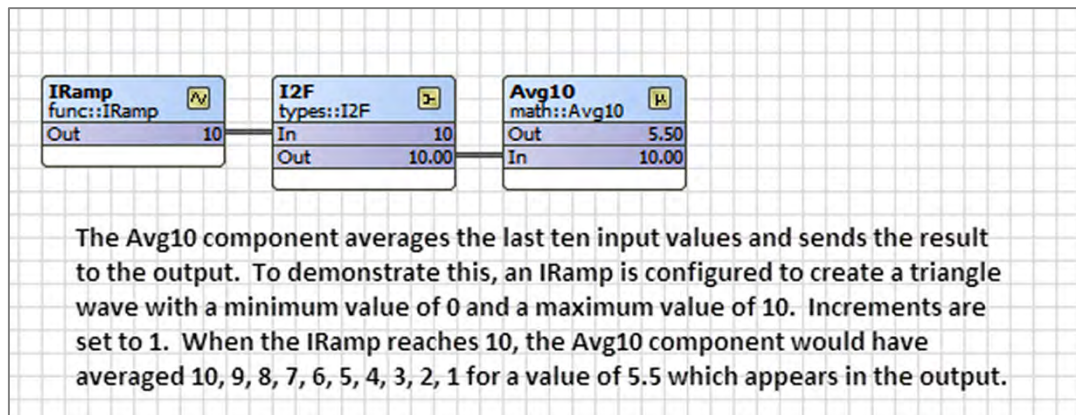 IRamp
func::IRamp
Out 10
I2F
types::I2F
In 10
Out 10.00
Avg10
math::Avg10
Out 5.50
In 10.00
The Avg10 component averages the last ten input values and sends the result
to the output. To demonstrate this, an IRamp is configured to create a triangle
wave with a minimum value of 0 and a maximum value of 10. Increments are
set to 1. When the IRamp reaches 10, the Avg10 component would have
averaged 10, 9, 8, 7, 6, 5, 4, 3, 2, 1 for a value of 5.5 which appears in the output.